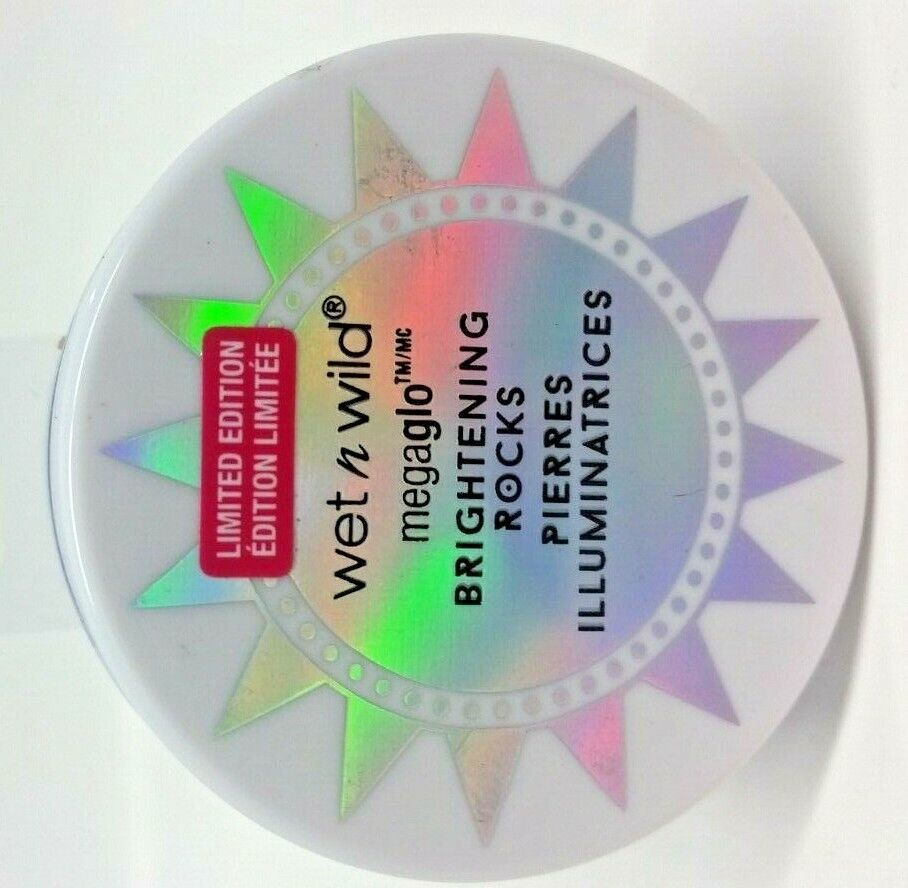 LIMITED EDITION
ÉDITION LIMITÉE
wet n wild®
megaglo™/MC
BRIGHTENING
ROCKS
PIERRES
ILLUMINATRICES